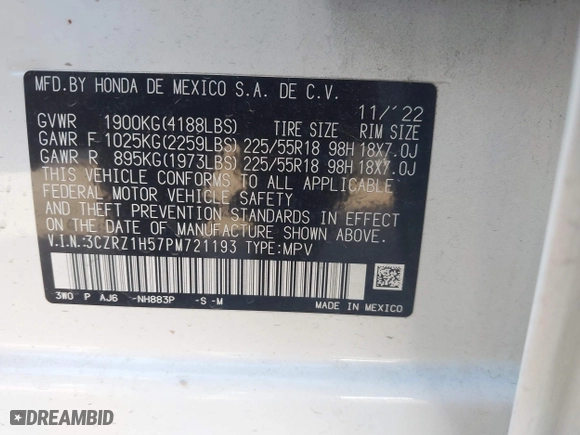 MFD.BY HONDA DE MEXICO S.A. DE C.V.
11/'22
GVWR 1900KG(4188LBS) TIRE SIZE RIM SIZE
GAWR F 1025KG(2259LBS) 225/55R18 98H 18X7.0J
GAWR R 895KG(1973LBS) 225/55R18 98H 18X7.0J
THIS VEHICLE CONFORMS TO ALL APPLICABLE
FEDERAL MOTOR VEHICLE SAFETY
AND THEFT PREVENTION STANDARDS IN EFFECT
ON THE DATE OF MANUFACTURE SHOWN ABOVE.
V.I.N.:3CZRZ1H57PM721193 TYPE:MPV
3W0 P AJ6 -NH883P -S -M
MADE IN MEXICO
DREAMBID